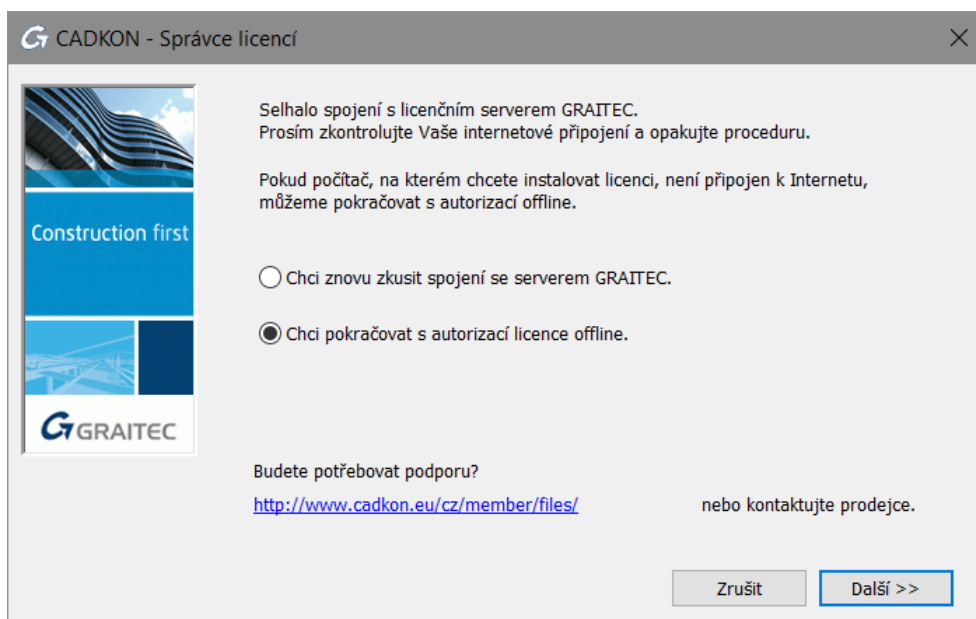 CADKON - Správce licencí
Selhalo spojení s licenčním serverem GRAITEC.
Prosím zkontrolujte Vaše internetové připojení a opakujte proceduru.
Pokud počítač, na kterém chcete instalovat licenci, není připojen k Internetu,
můžeme pokračovat s autorizací offline.
Construction first
Chci znovu zkusit spojení se serverem GRAITEC.
Chci pokračovat s autorizací licence offline.
GRAITEC
Budete potřebovat podporu?
http://www.cadkon.eu/cz/member/files/ nebo kontaktujte prodejce.
Zrušit Další >>